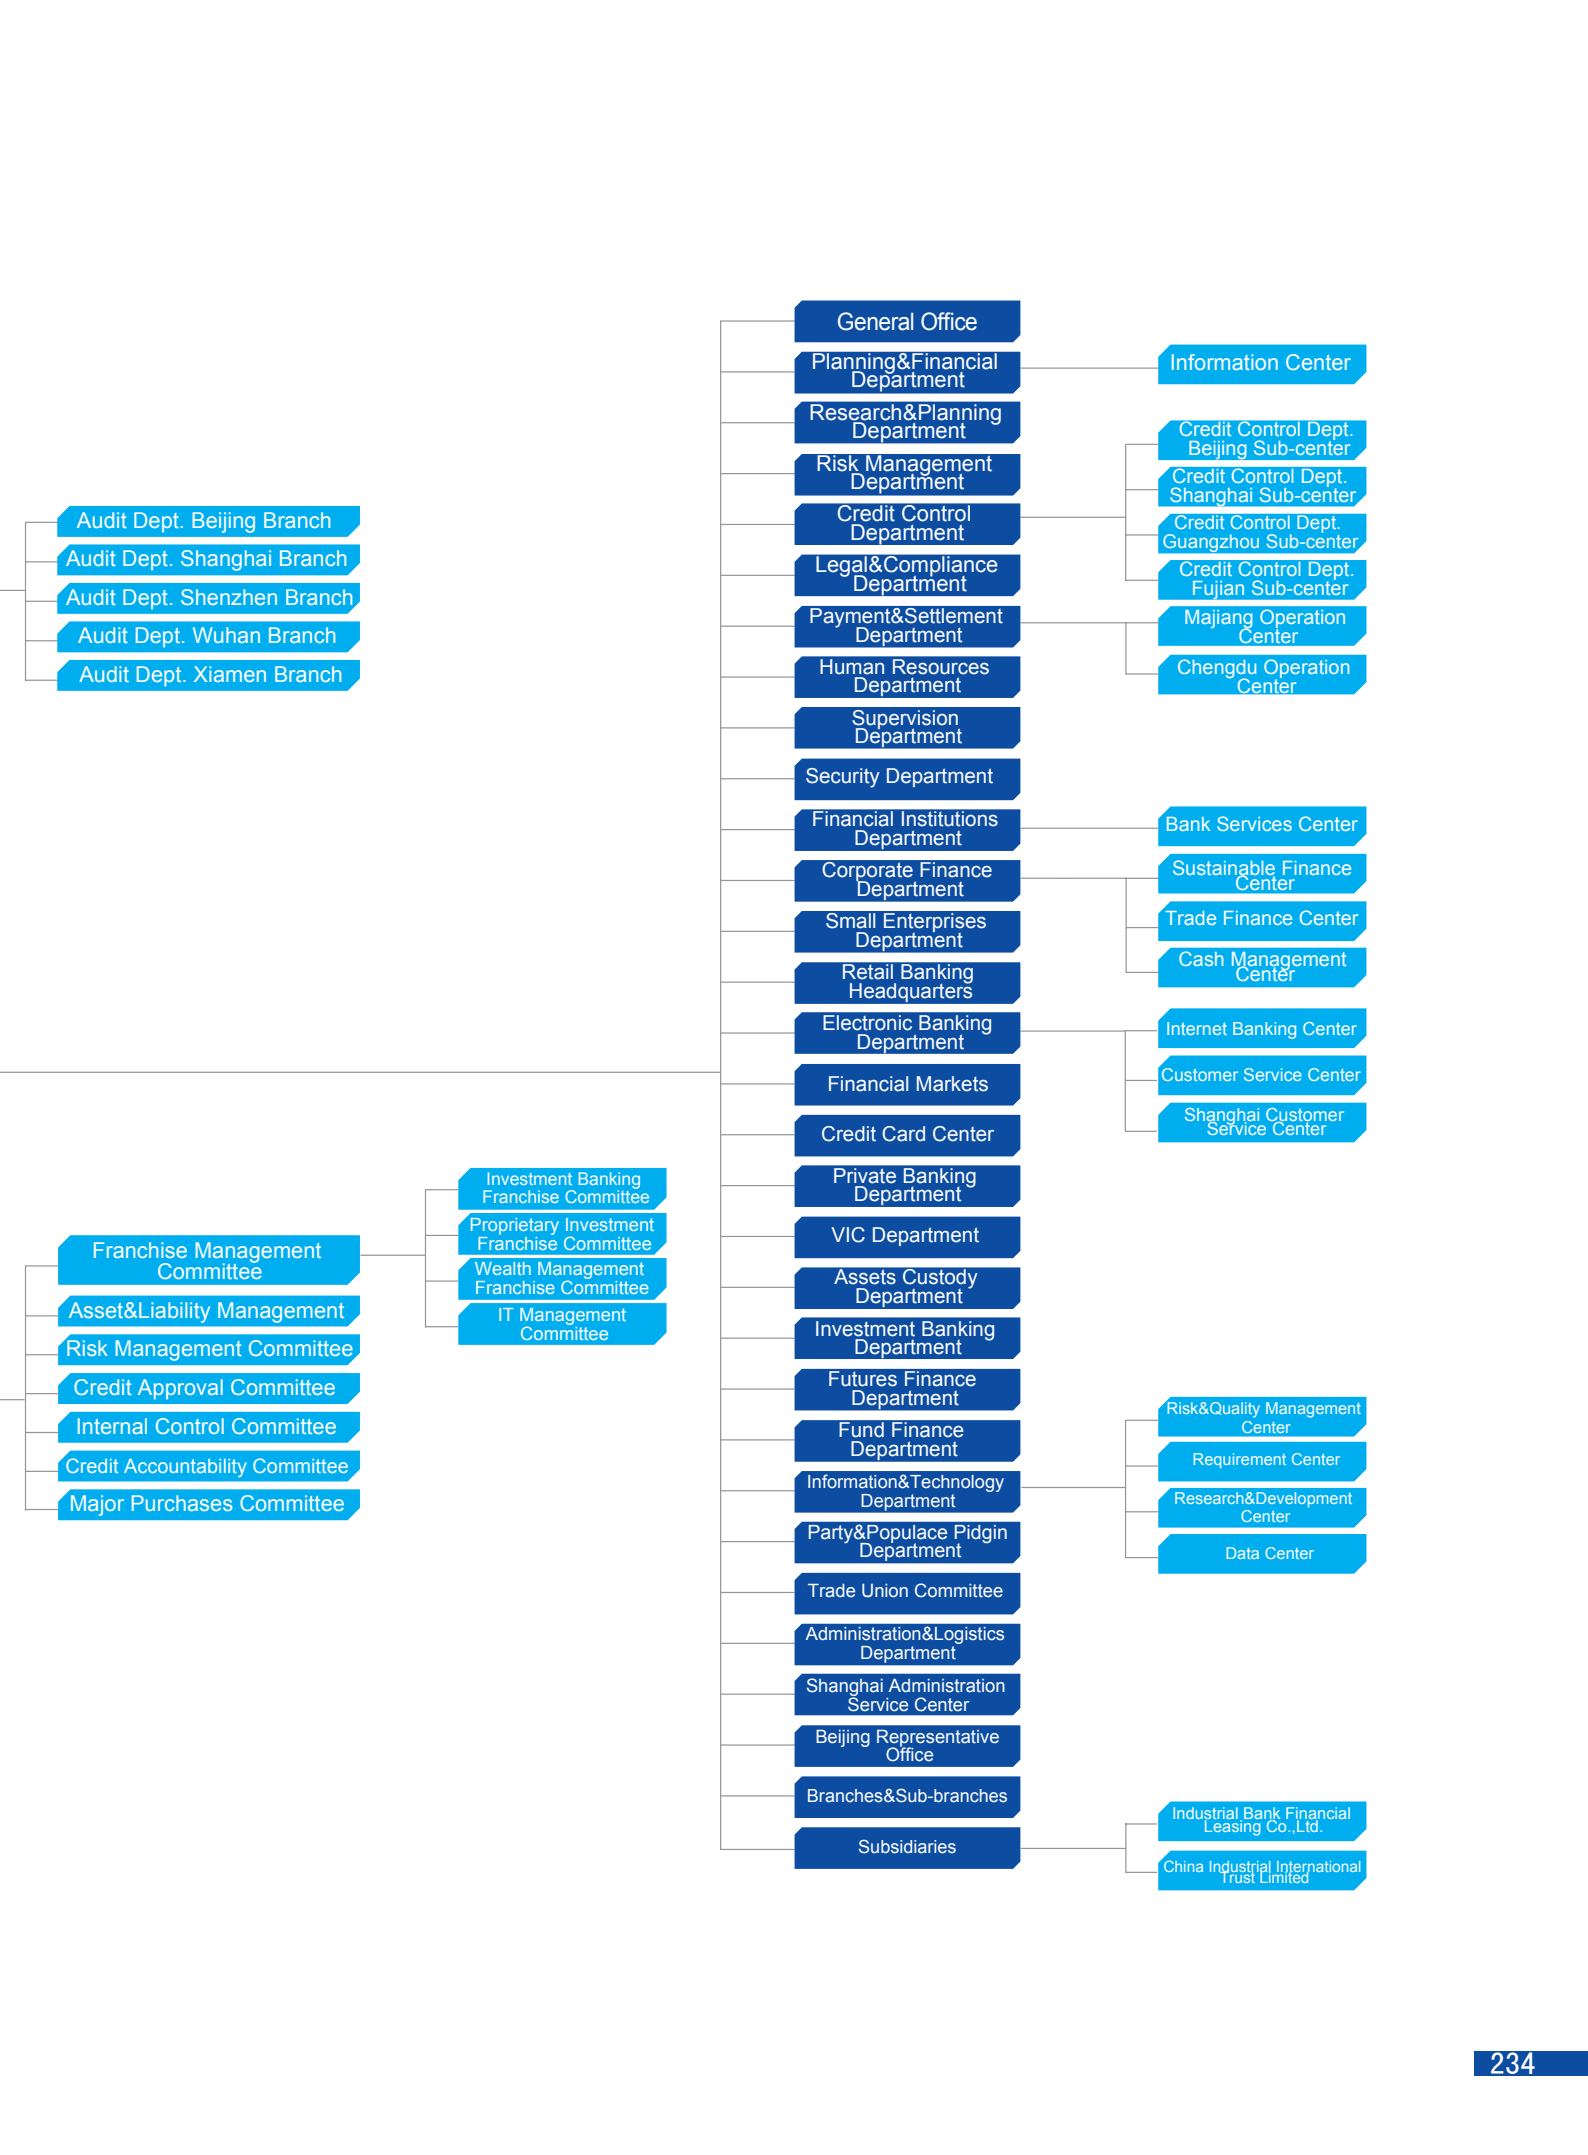 Audit Dept. Beijing Branch
Audit Dept. Shanghai Branch
Audit Dept. Shenzhen Branch
Audit Dept. Wuhan Branch
Audit Dept. Xiamen Branch
Franchise Management
Committee
Asset&Liability Management
Risk Management Committee
Credit Approval Committee
Internal Control Committee
Credit Accountability Committee
Major Purchases Committee
Investment Banking
Franchise Committee
Proprietary Investment
Franchise Committee
Wealth Management
Franchise Committee
IT Management
Committee
General Office
Planning&Financial
Department
Research&Planning
Department
Risk Management
Department
Credit Control
Department
Legal&Compliance
Department
Payment&Settlement
Department
Human Resources
Department
Supervision
Department
Security Department
Financial Institutions
Department
Corporate Finance
Department
Small Enterprises
Department
Retail Banking
Headquarters
Electronic Banking
Department
Financial Markets
Credit Card Center
Private Banking
Department
VIC Department
Assets Custody
Department
Investment Banking
Department
Futures Finance
Department
Fund Finance
Department
Information&Technology
Department
Party&Populace Pidgin
Department
Trade Union Committee
Administration&Logistics
Department
Shanghai Administration
Service Center
Beijing Representative
Office
Branches&Sub-branches
Subsidiaries
Information Center
Credit Control Dept.
Beijing Sub-center
Credit Control Dept.
Shanghai Sub-center
Credit Control Dept.
Guangzhou Sub-center
Credit Control Dept.
Fujian Sub-center
Majiang Operation
Center
Chengdu Operation
Center
Bank Services Center
Sustainable Finance
Center
Trade Finance Center
Cash Management
Center
Internet Banking Center
Customer Service Center
Shanghai Customer
Service Center
Risk&Quality Management
Center
Requirement Center
Research&Development
Center
Data Center
Industrial Bank Financial
Leasing Co.,Ltd.
China Industrial International
Trust Limited
234